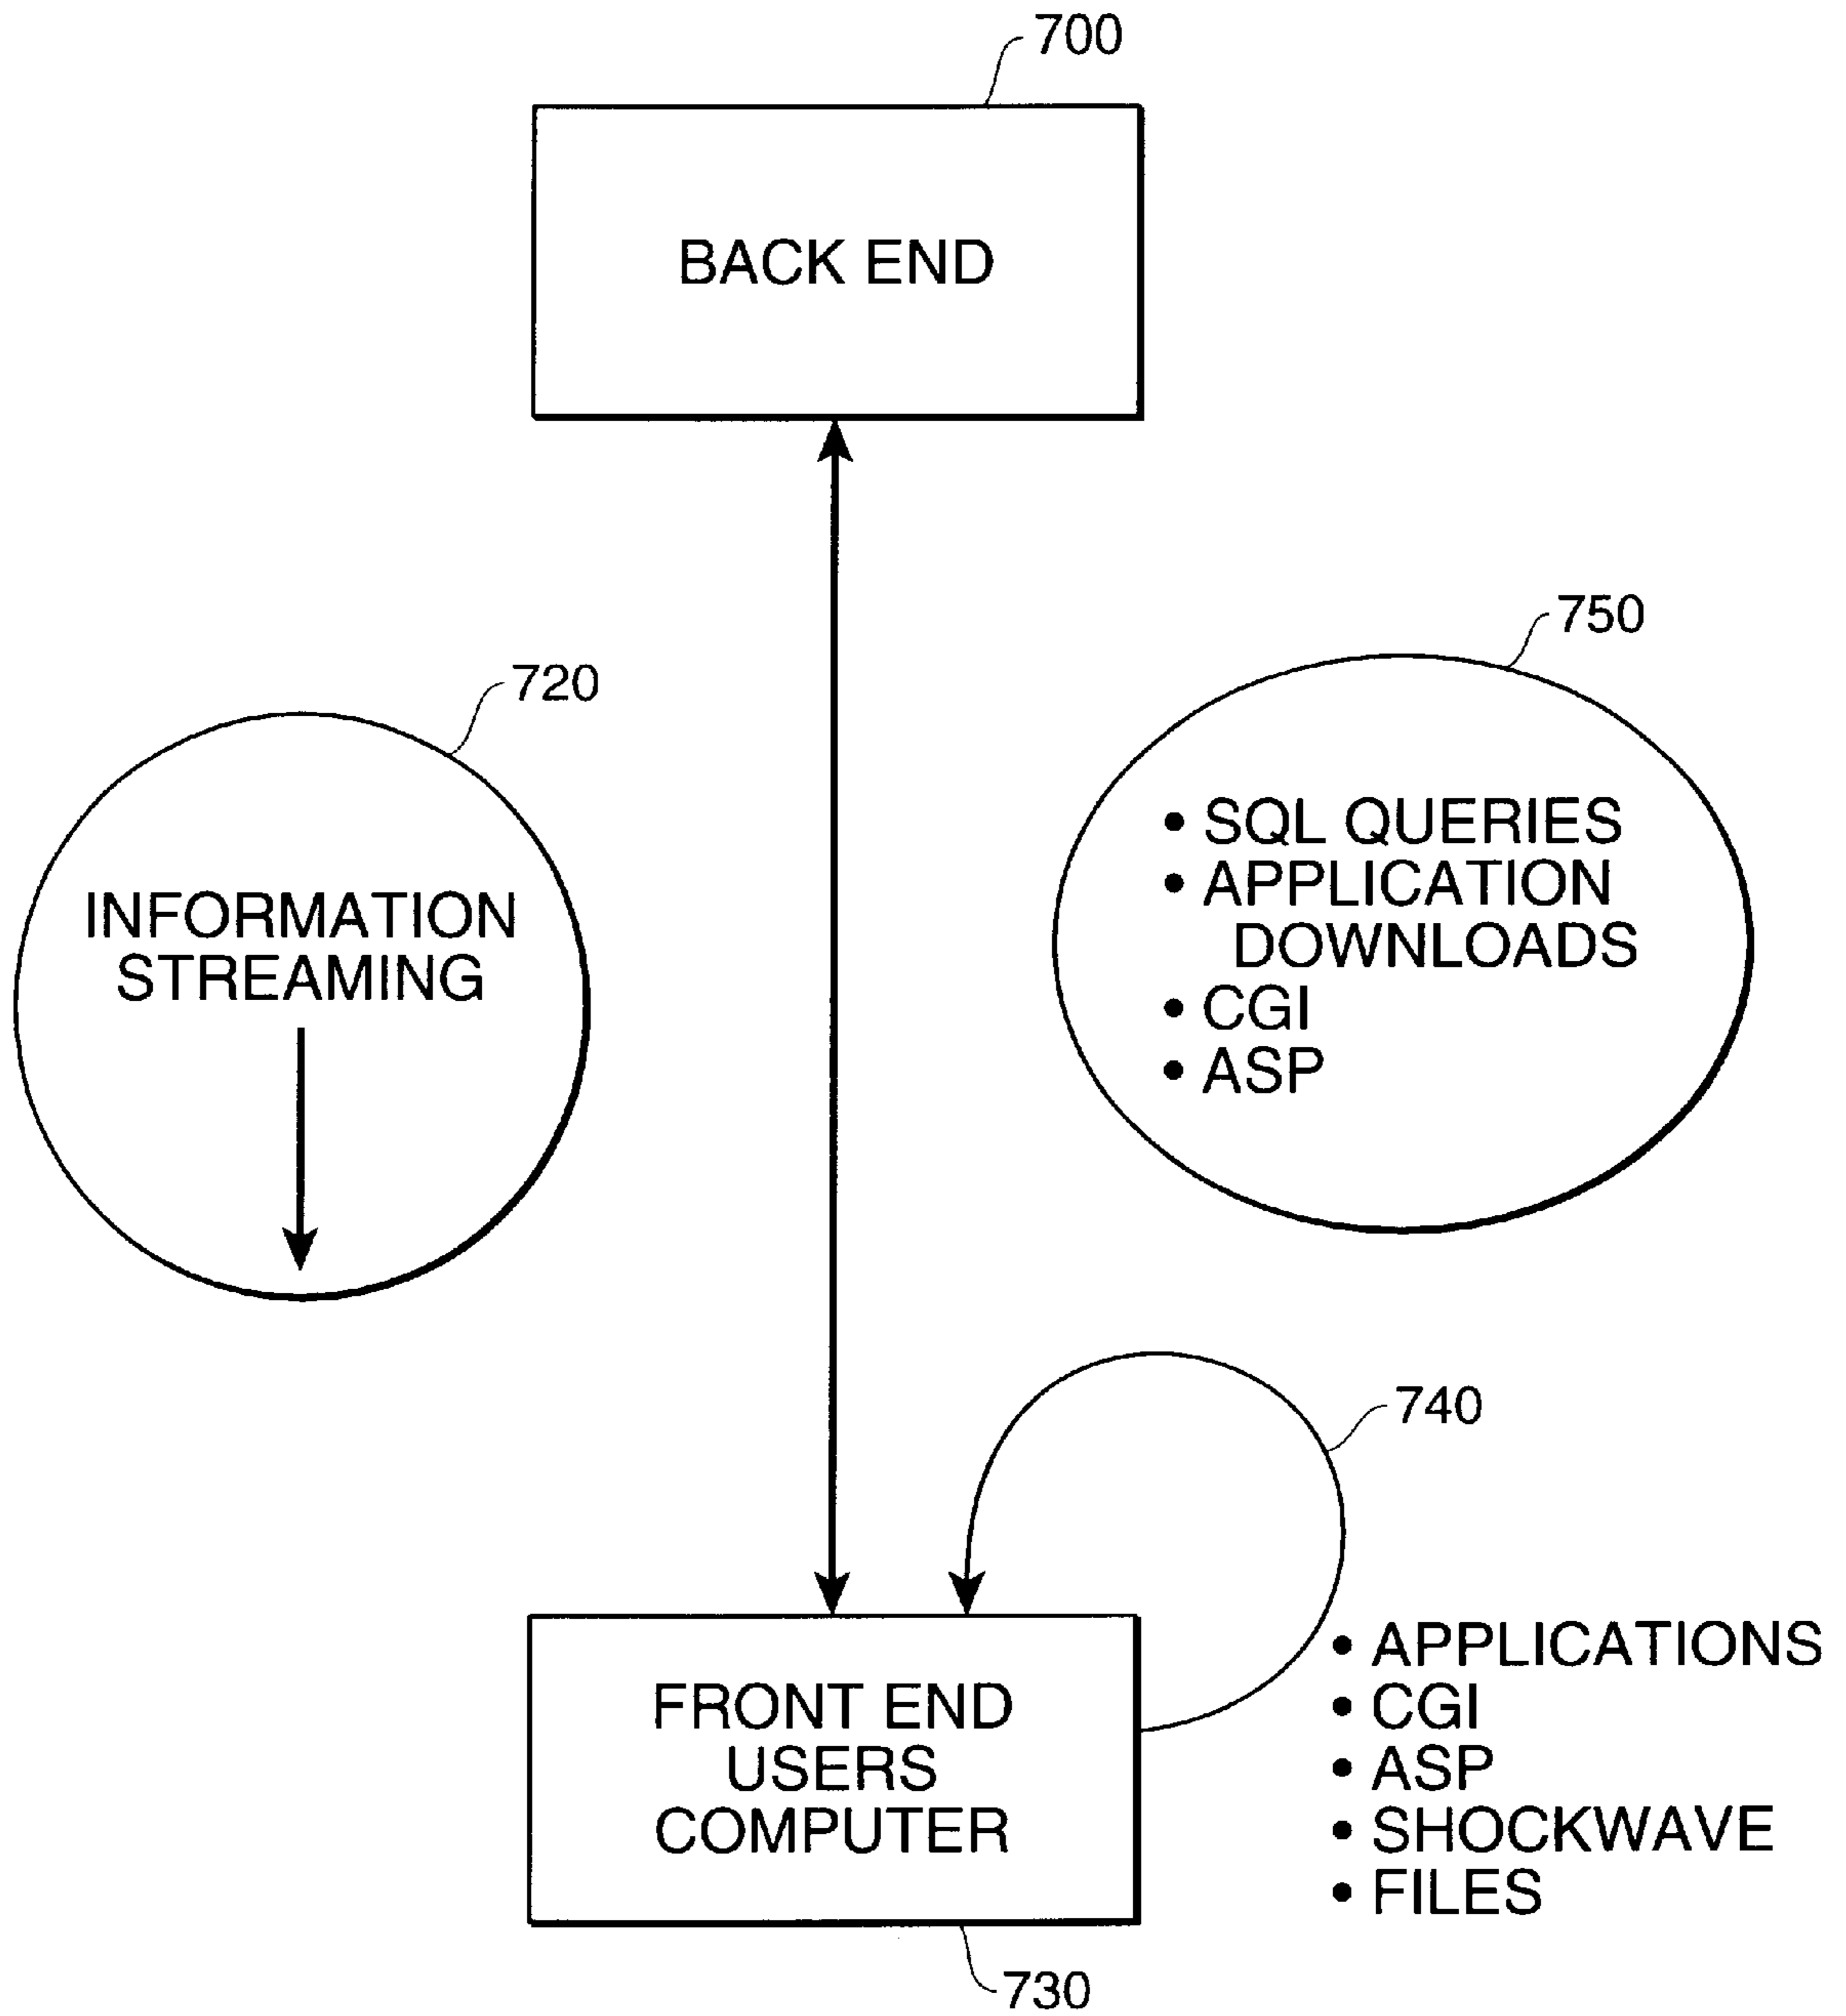 700
BACK END
750
720
• SQL QUERIES
• APPLICATION
DOWNLOADS
• CGI
• ASP
INFORMATION
STREAMING
740
• APPLICATIONS
• CGI
• ASP
• SHOCKWAVE
• FILES
FRONT END
USERS
COMPUTER
730